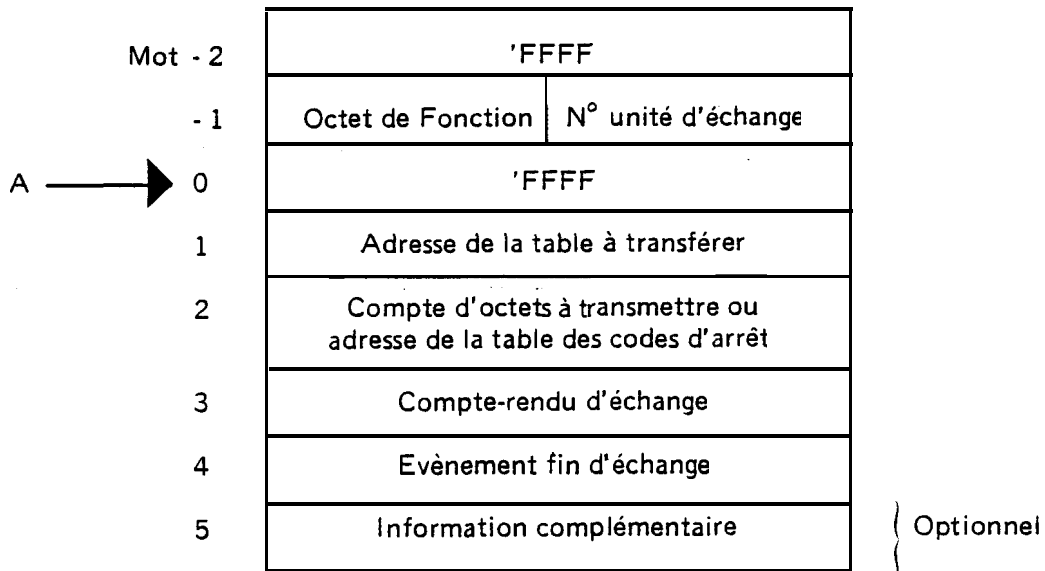 Mot - 2 'FFFF
- 1 Octet de Fonction N° unité d'échange
A 0 'FFFF
1 Adresse de la table à transférer
2 Compte d'octets à transmettre ou
adresse de la table des codes d'arrêt
3 Compte-rendu d'échange
4 Evènement fin d'échange
5 Information complémentaire Optionnel